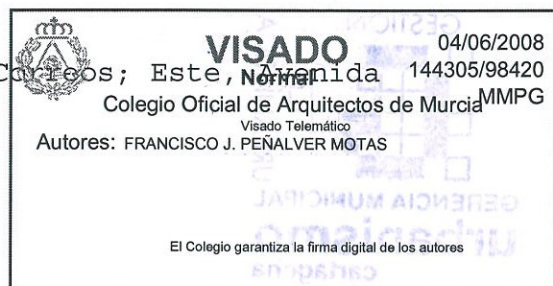 VISADO
04/06/2008
Correos; Este, Avenida
Normal
144305/98420
Colegio Oficial de Arquitectos de Murcia
MMPG
Visado Telemático
Autores: FRANCISCO J. PEÑALVER MOTAS
GESTION
GERENCIA MUNICIPAL
urbanismo
cartagena
El Colegio garantiza la firma digital de los autores